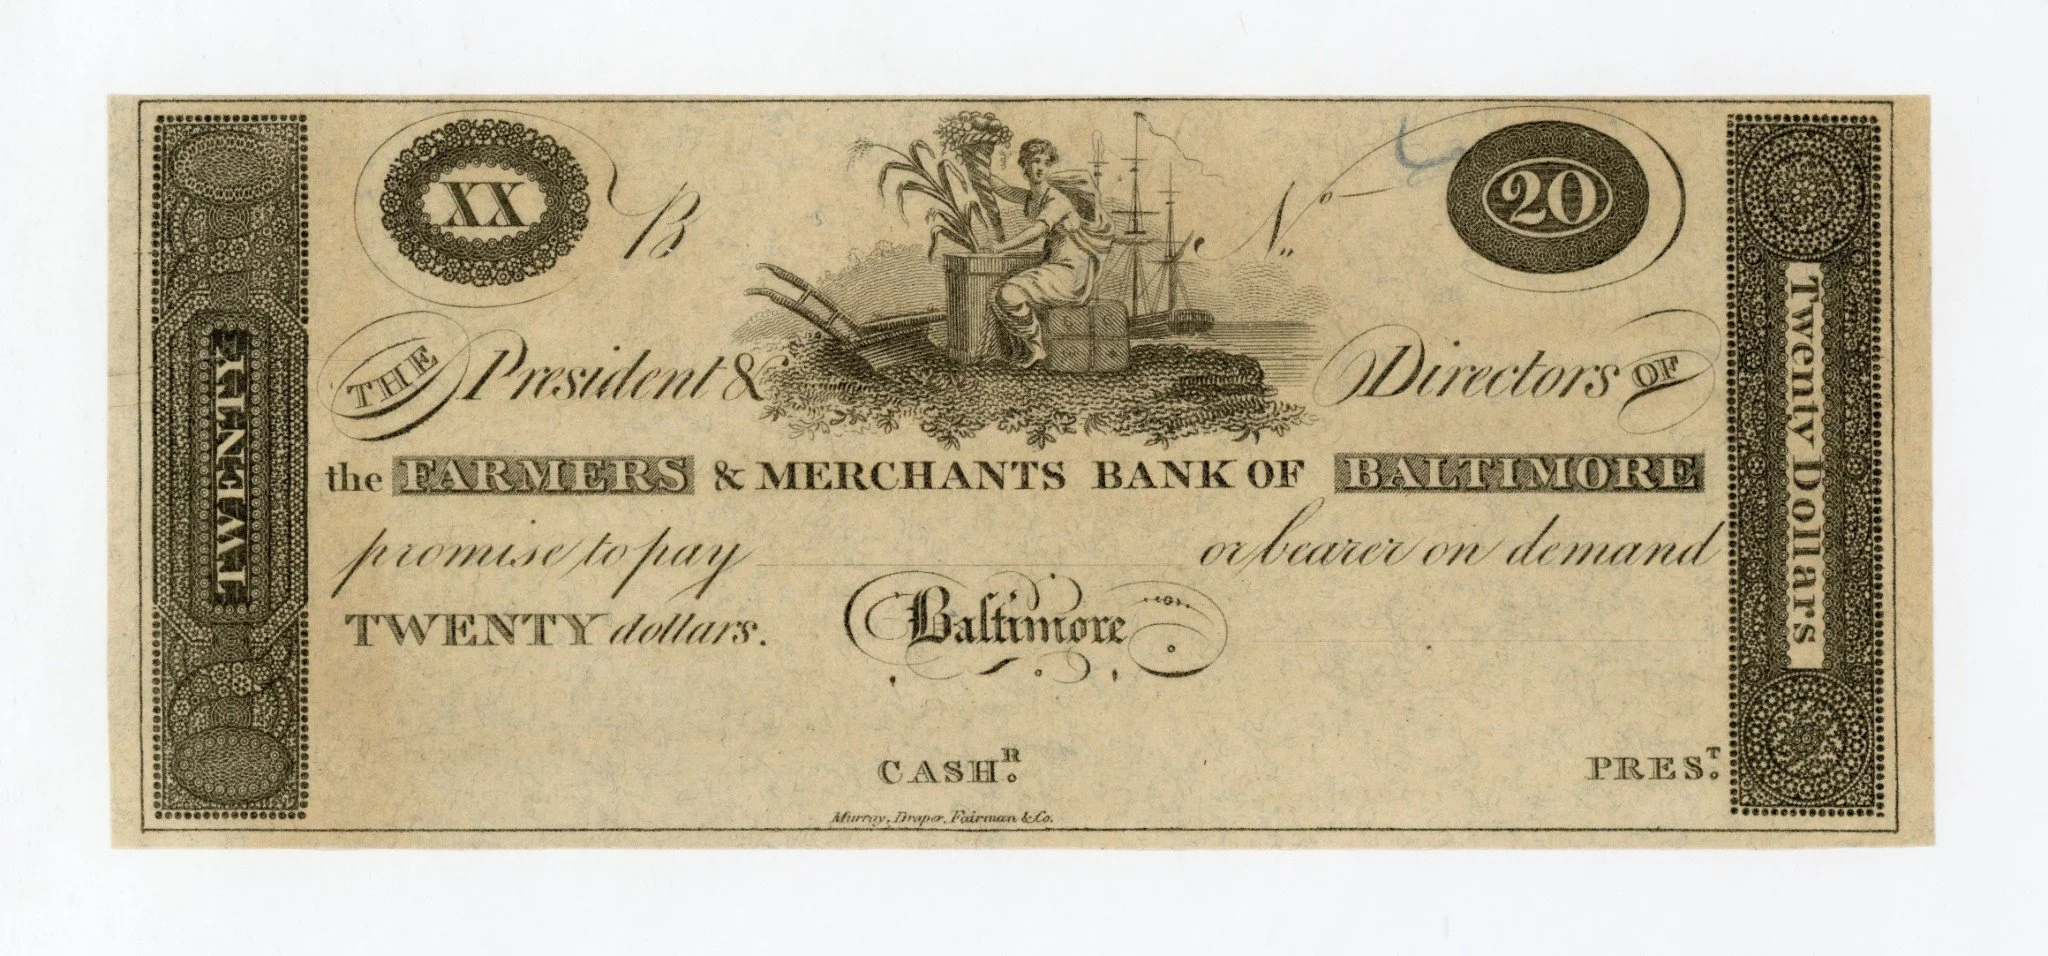 XX B No. 20
THE President & Directors OF
the FARMERS & MERCHANTS BANK OF BALTIMORE
promise to pay or bearer on demand
TWENTY dollars. Baltimore
CASHR.
PREST.
Murray, Draper, Fairman & Co.
TWENTY
Twenty Dollars